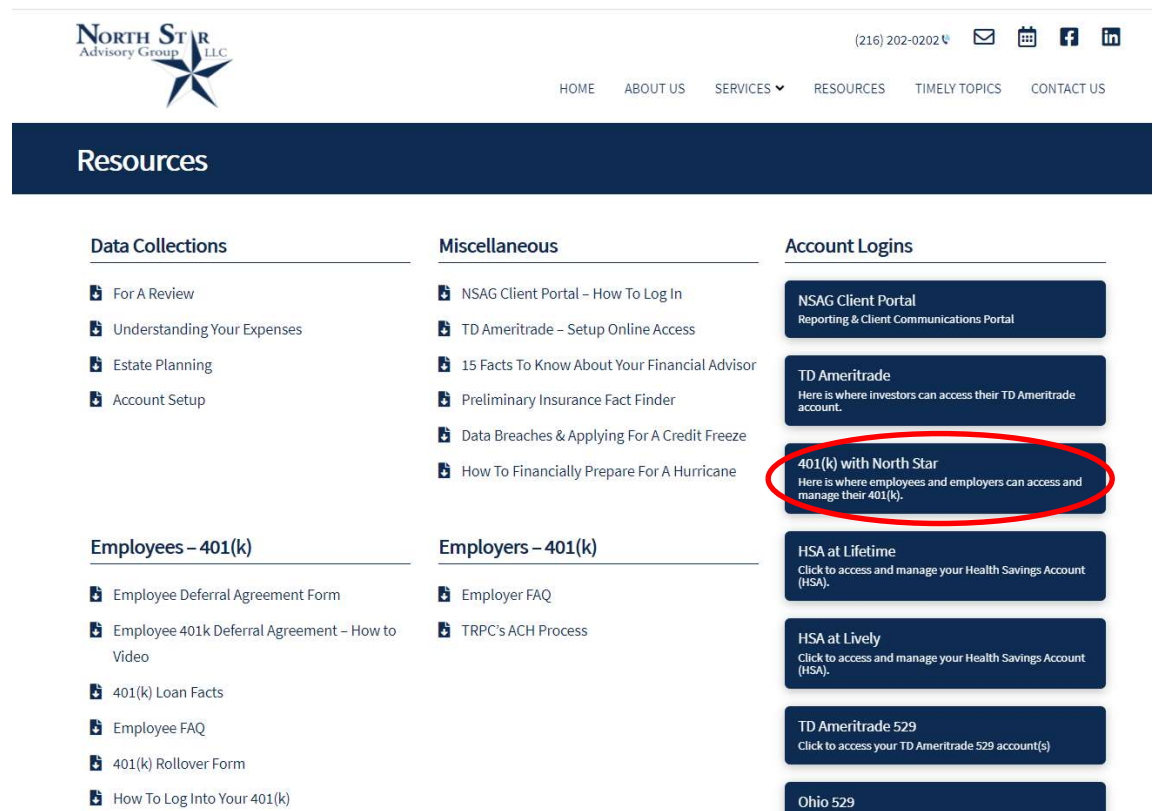 NORTH STAR
Advisory Group LLC
(216) 202-0202
HOME ABOUT US SERVICES RESOURCES TIMELY TOPICS CONTACT US
Resources
Data Collections
For A Review
Understanding Your Expenses
Estate Planning
Account Setup
Miscellaneous
NSAG Client Portal – How To Log In
TD Ameritrade – Setup Online Access
15 Facts To Know About Your Financial Advisor
Preliminary Insurance Fact Finder
Data Breaches & Applying For A Credit Freeze
How To Financially Prepare For A Hurricane
Employees – 401(k)
Employee Deferral Agreement Form
Employee 401k Deferral Agreement – How to
Video
401(k) Loan Facts
Employee FAQ
401(k) Rollover Form
How To Log Into Your 401(k)
Employers – 401(k)
Employer FAQ
TRPC's ACH Process
Account Logins
NSAG Client Portal
Reporting & Client Communications Portal
TD Ameritrade
Here is where investors can access their TD Ameritrade
account.
401(k) with North Star
Here is where employees and employers can access and
manage their 401(k).
HSA at Lifetime
Click to access and manage your Health Savings Account
(HSA).
HSA at Lively
Click to access and manage your Health Savings Account
(HSA).
TD Ameritrade 529
Click to access your TD Ameritrade 529 account(s)
Ohio 529